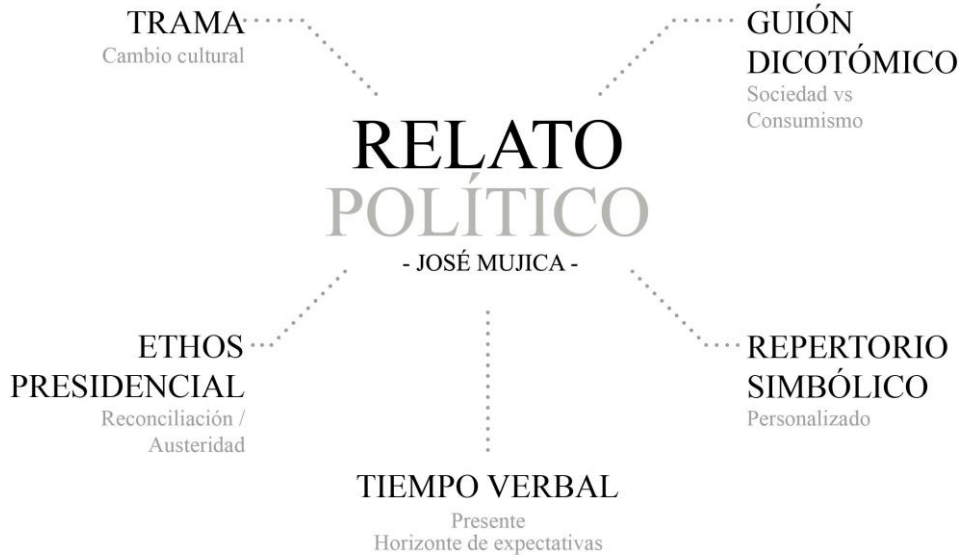 TRAMA
Cambio cultural
GUIÓN
DICOTÓMICO
Sociedad vs
Consumismo
RELATO
POLÍTICO
- JOSÉ MUJICA -
ETHOS
PRESIDENCIAL
Reconciliación /
Austeridad
REPERTORIO
SIMBÓLICO
Personalizado
TIEMPO VERBAL
Presente
Horizonte de expectativas